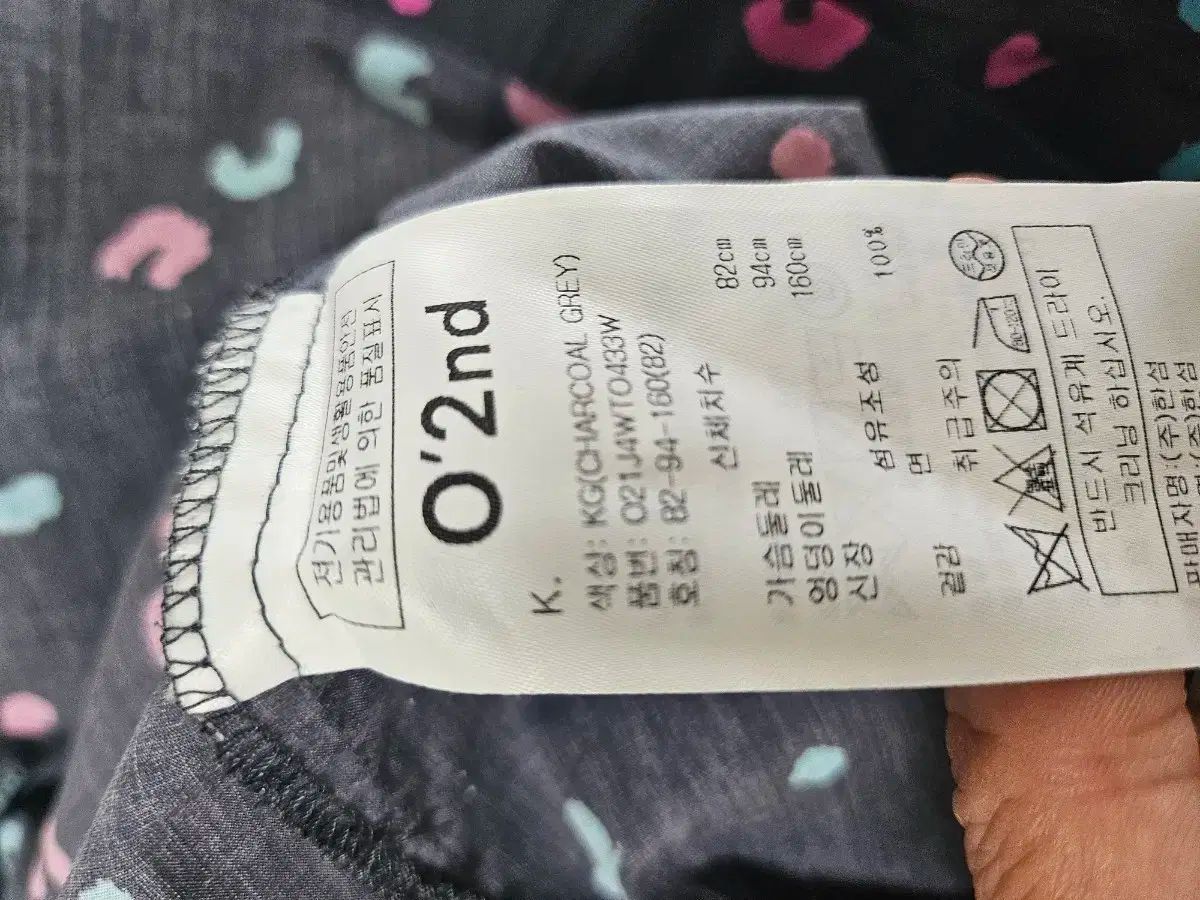 전기용품및생활용품안전
관리법에 의한 품질표시
O'2nd
K.
색상: KG(CHARCOAL GREY)
품번: O21J4WTO433W
호칭: 82-94-160(82)
신체치수
가슴둘레 82cm
엉덩이둘레 94cm
신장 160cm
섬유조성
겉감 면 100%
취급주의
80-120℃
반드시 석유계 드라이
크리닝 하십시오.
판매자명:(주)한섬